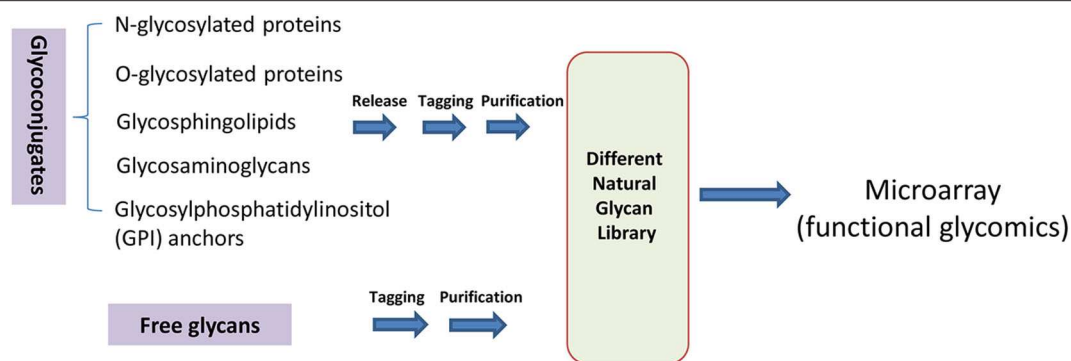 Glycoconjugates
N-glycosylated proteins
O-glycosylated proteins
Glycosphingolipids
Glycosaminoglycans
Glycosylphosphatidylinositol
(GPI) anchors
Release
Tagging
Purification
Free glycans
Tagging
Purification
Different
Natural
Glycan
Library
Microarray
(functional glycomics)